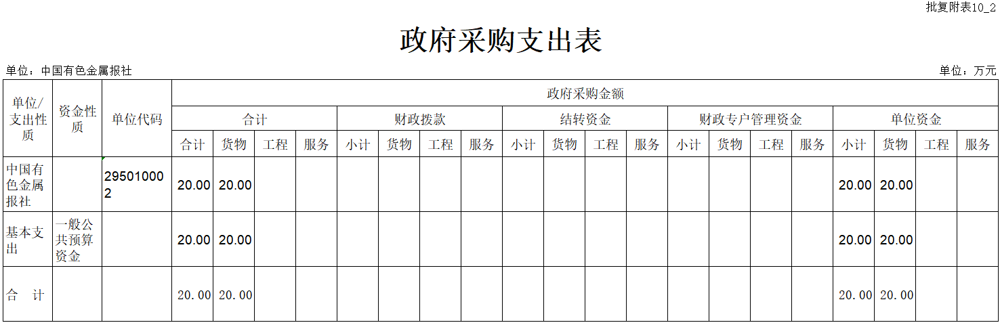 批复附表10_2
政府采购支出表
单位：中国有色金属报社 单位：万元
单位/支出性质 资金性质 单位代码 政府采购金额
合计 财政拨款 结转资金 财政专户管理资金 单位资金
合计 货物 工程 服务 小计 货物 工程 服务 小计 货物 工程 服务 小计 货物 工程 服务 小计 货物 工程 服务
中国有色金属报社 295010002 20.00 20.00 20.00 20.00
基本支出 一般公共预算资金 20.00 20.00 20.00 20.00
合 计 20.00 20.00 20.00 20.00